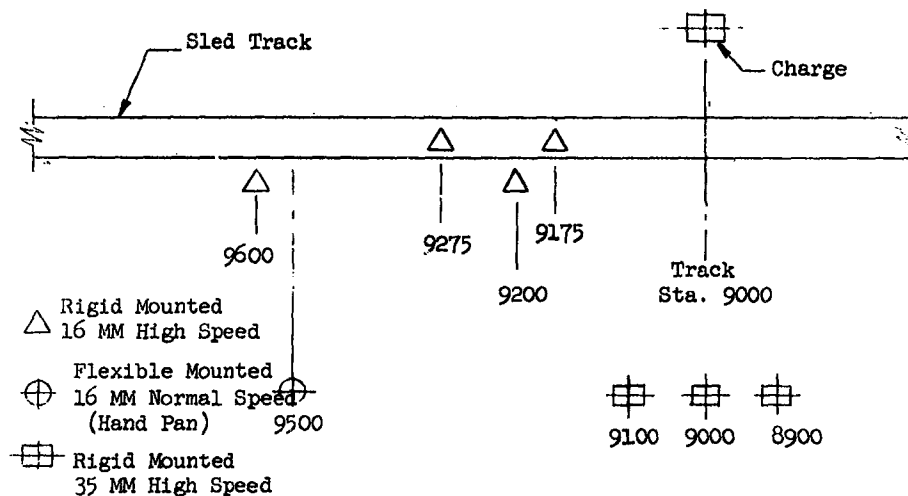 Sled Track
Charge
9600
9275
9175
9200
Track
Sta. 9000
Rigid Mounted
16 MM High Speed
Flexible Mounted
16 MM Normal Speed
(Hand Pan)
9500
9100
9000
8900
Rigid Mounted
35 MM High Speed